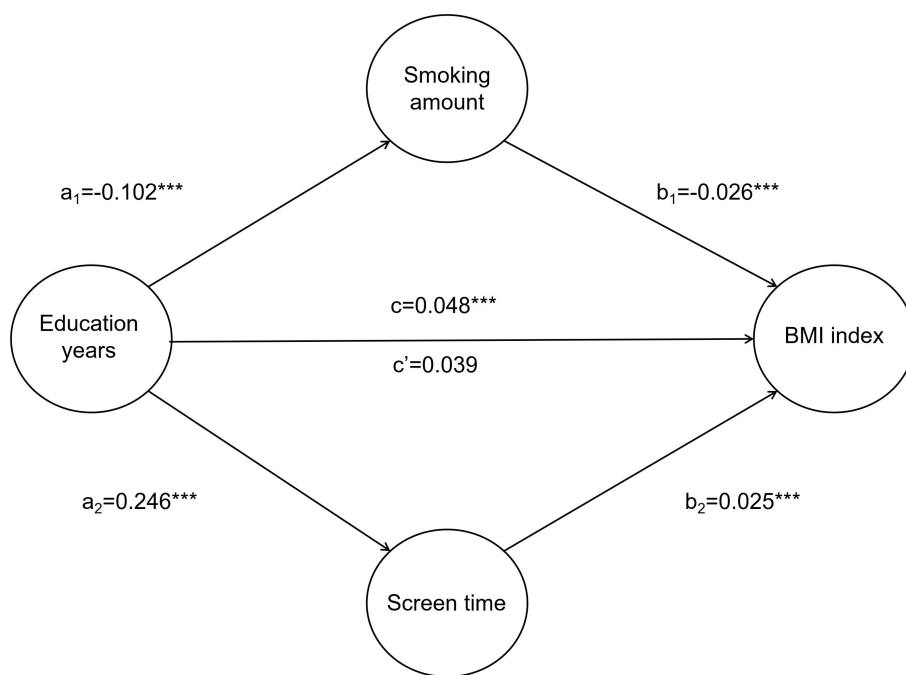 Smoking
amount
a₁=-0.102***
b₁=-0.026***
Education
years
c=0.048***
c’=0.039
BMI index
a₂=0.246***
b₂=0.025***
Screen time